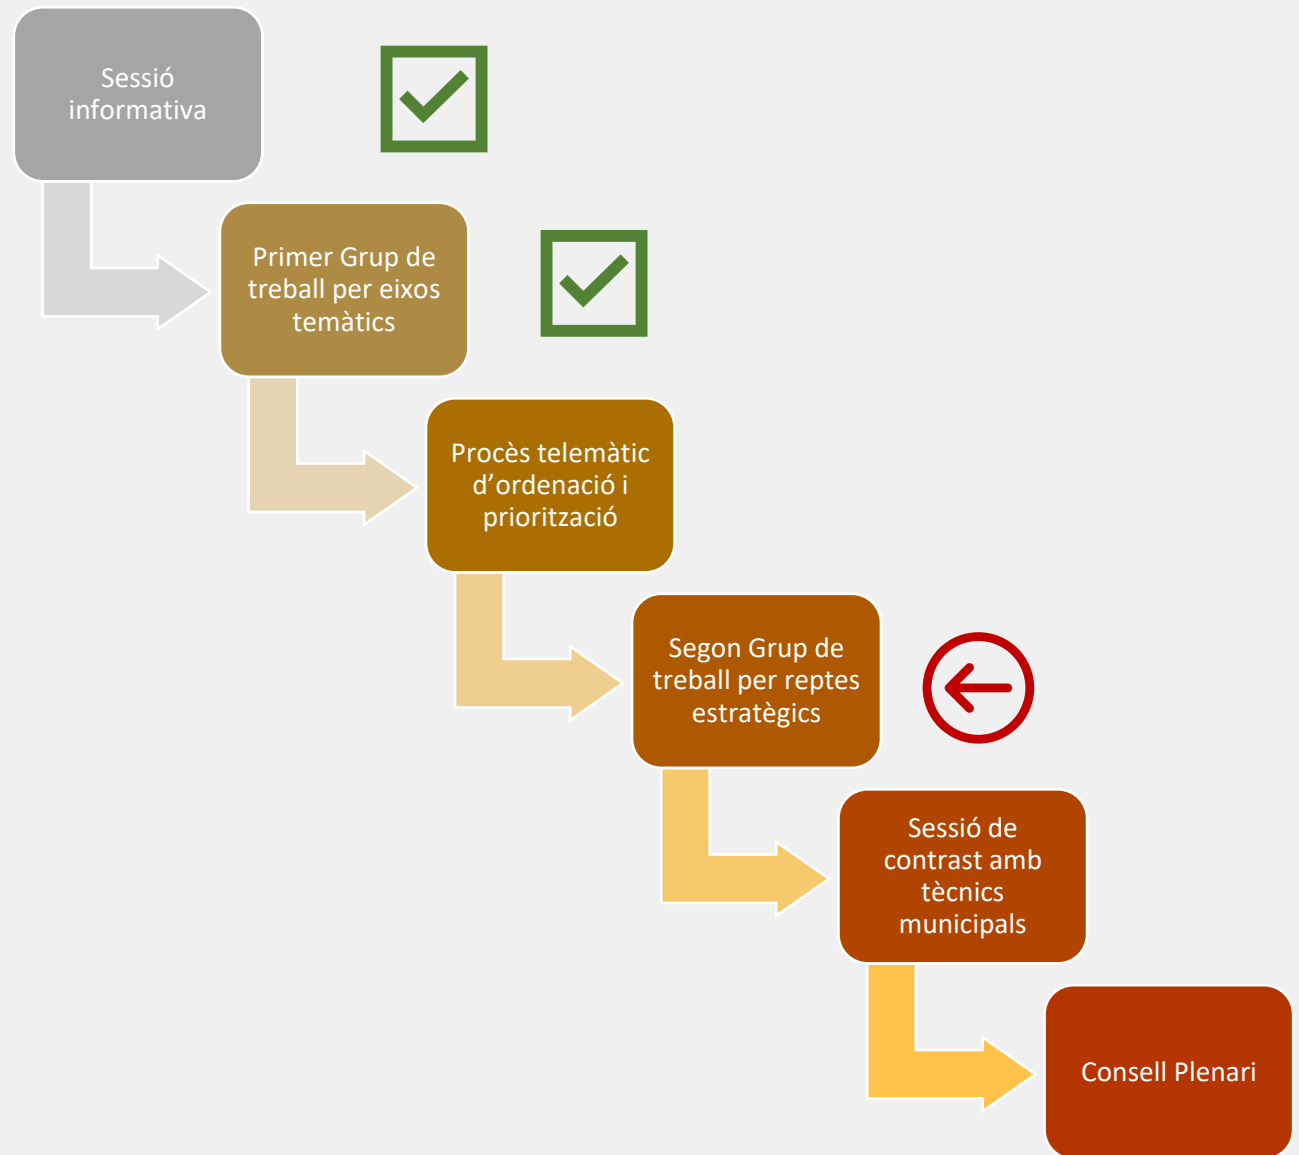 Sessió
informativa
Primer Grup de
treball per eixos
temàtics
Procès telemàtic
d’ordenació i
priorització
Segon Grup de
treball per reptes
estratègics
Sessió de
contrast amb
tècnics
municipals
Consell Plenari